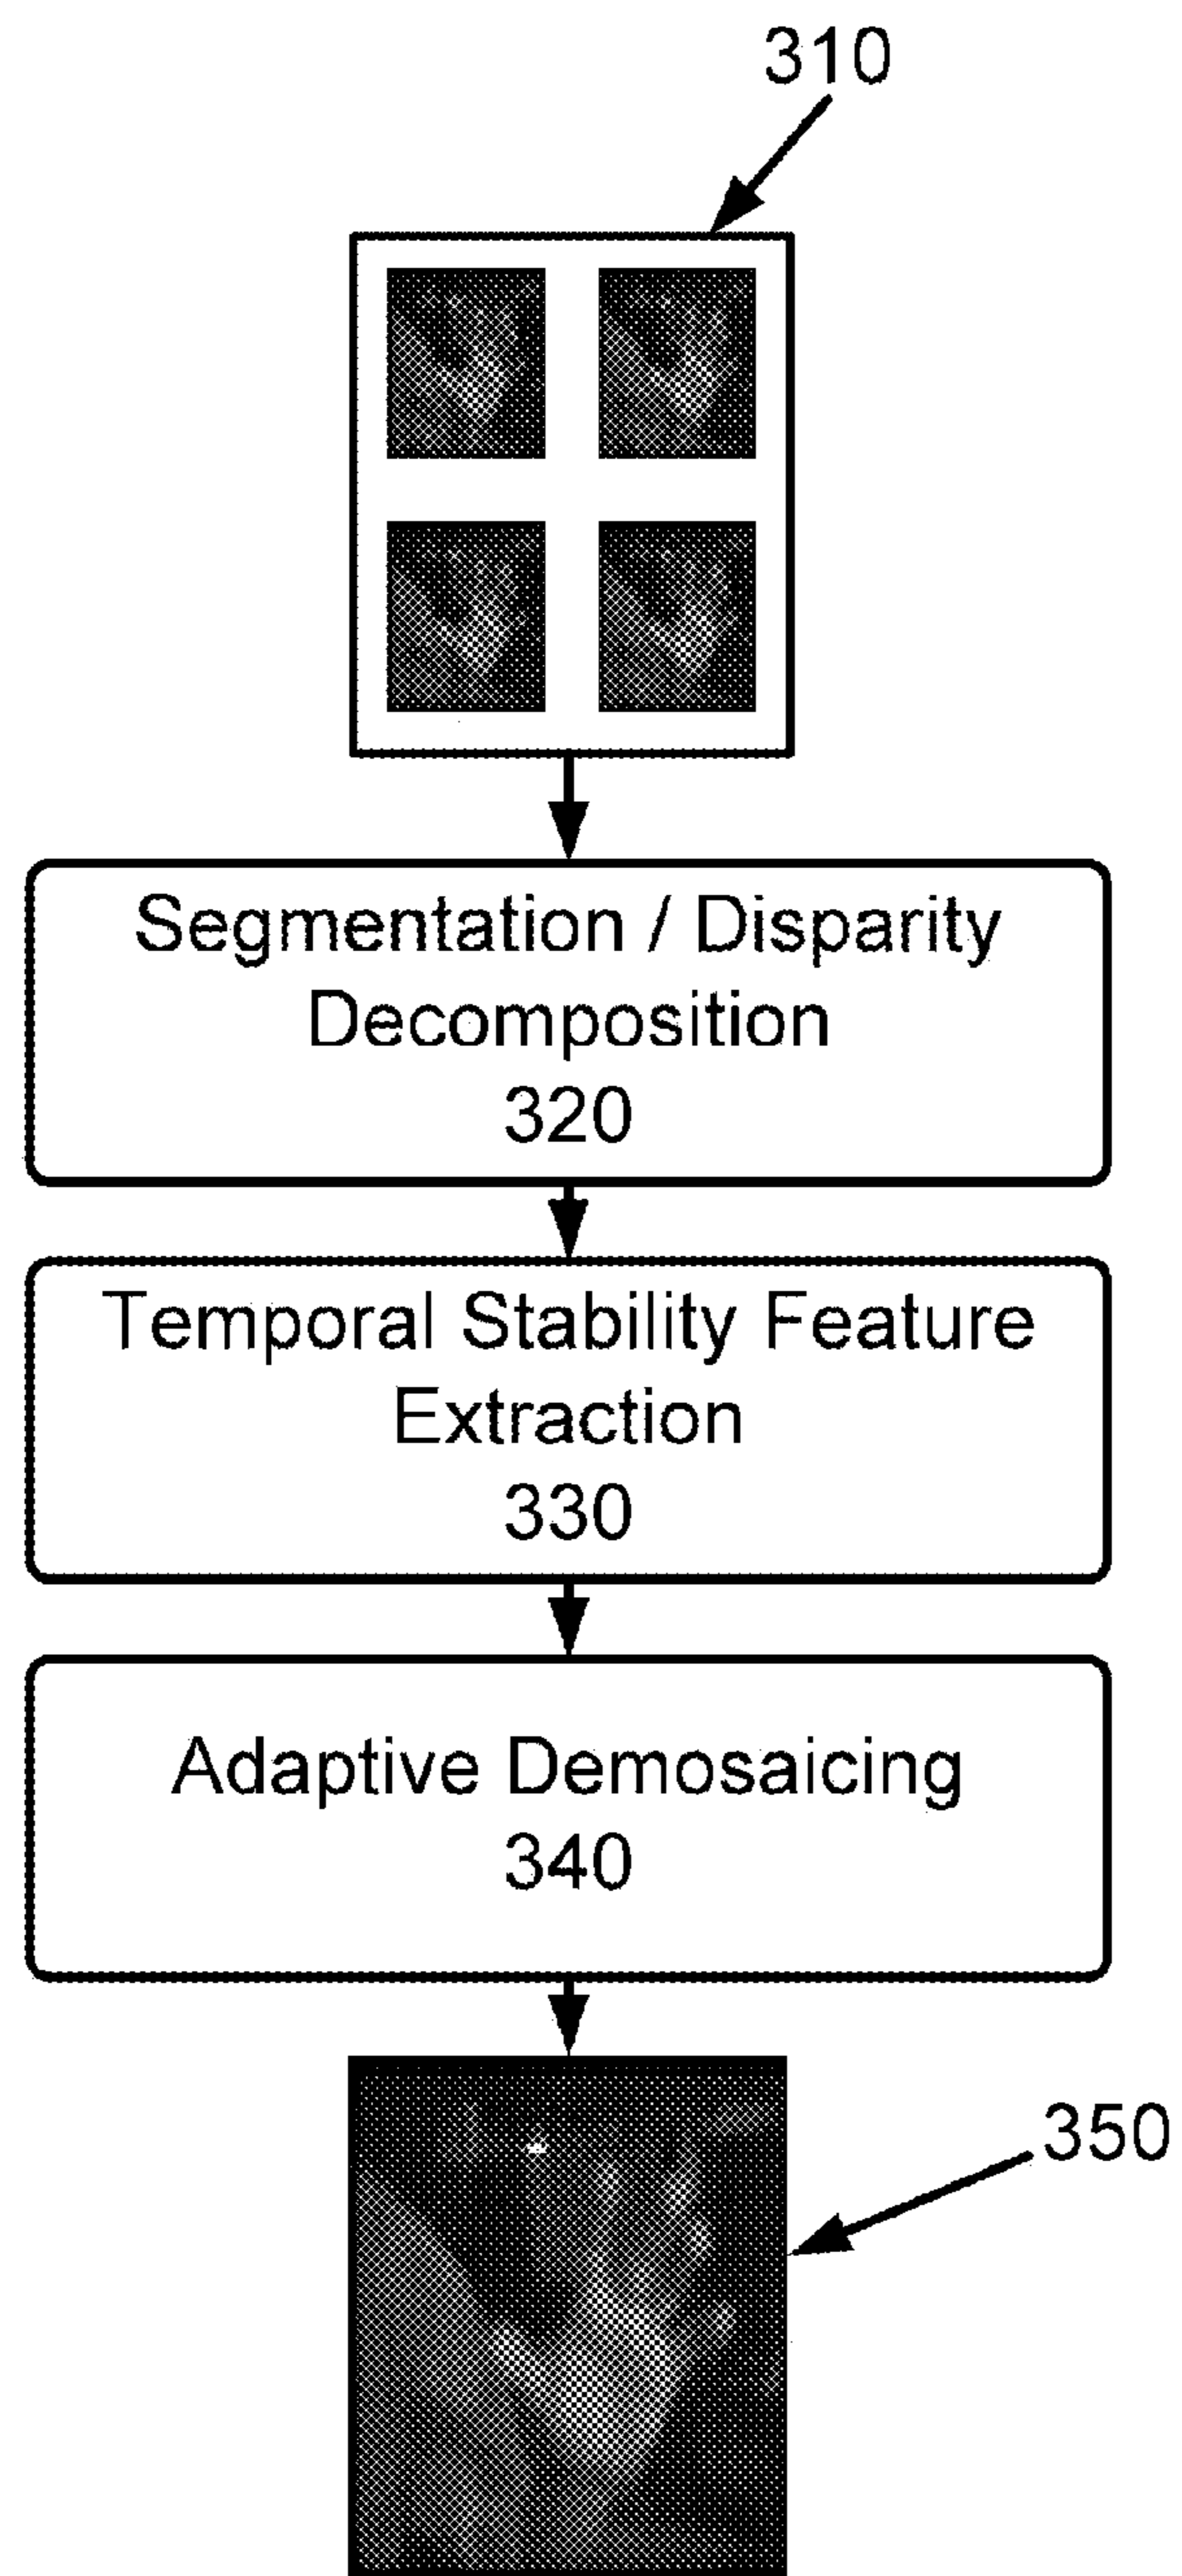 310
Segmentation / Disparity
Decomposition
320
Temporal Stability Feature
Extraction
330
Adaptive Demosaicing
340
350